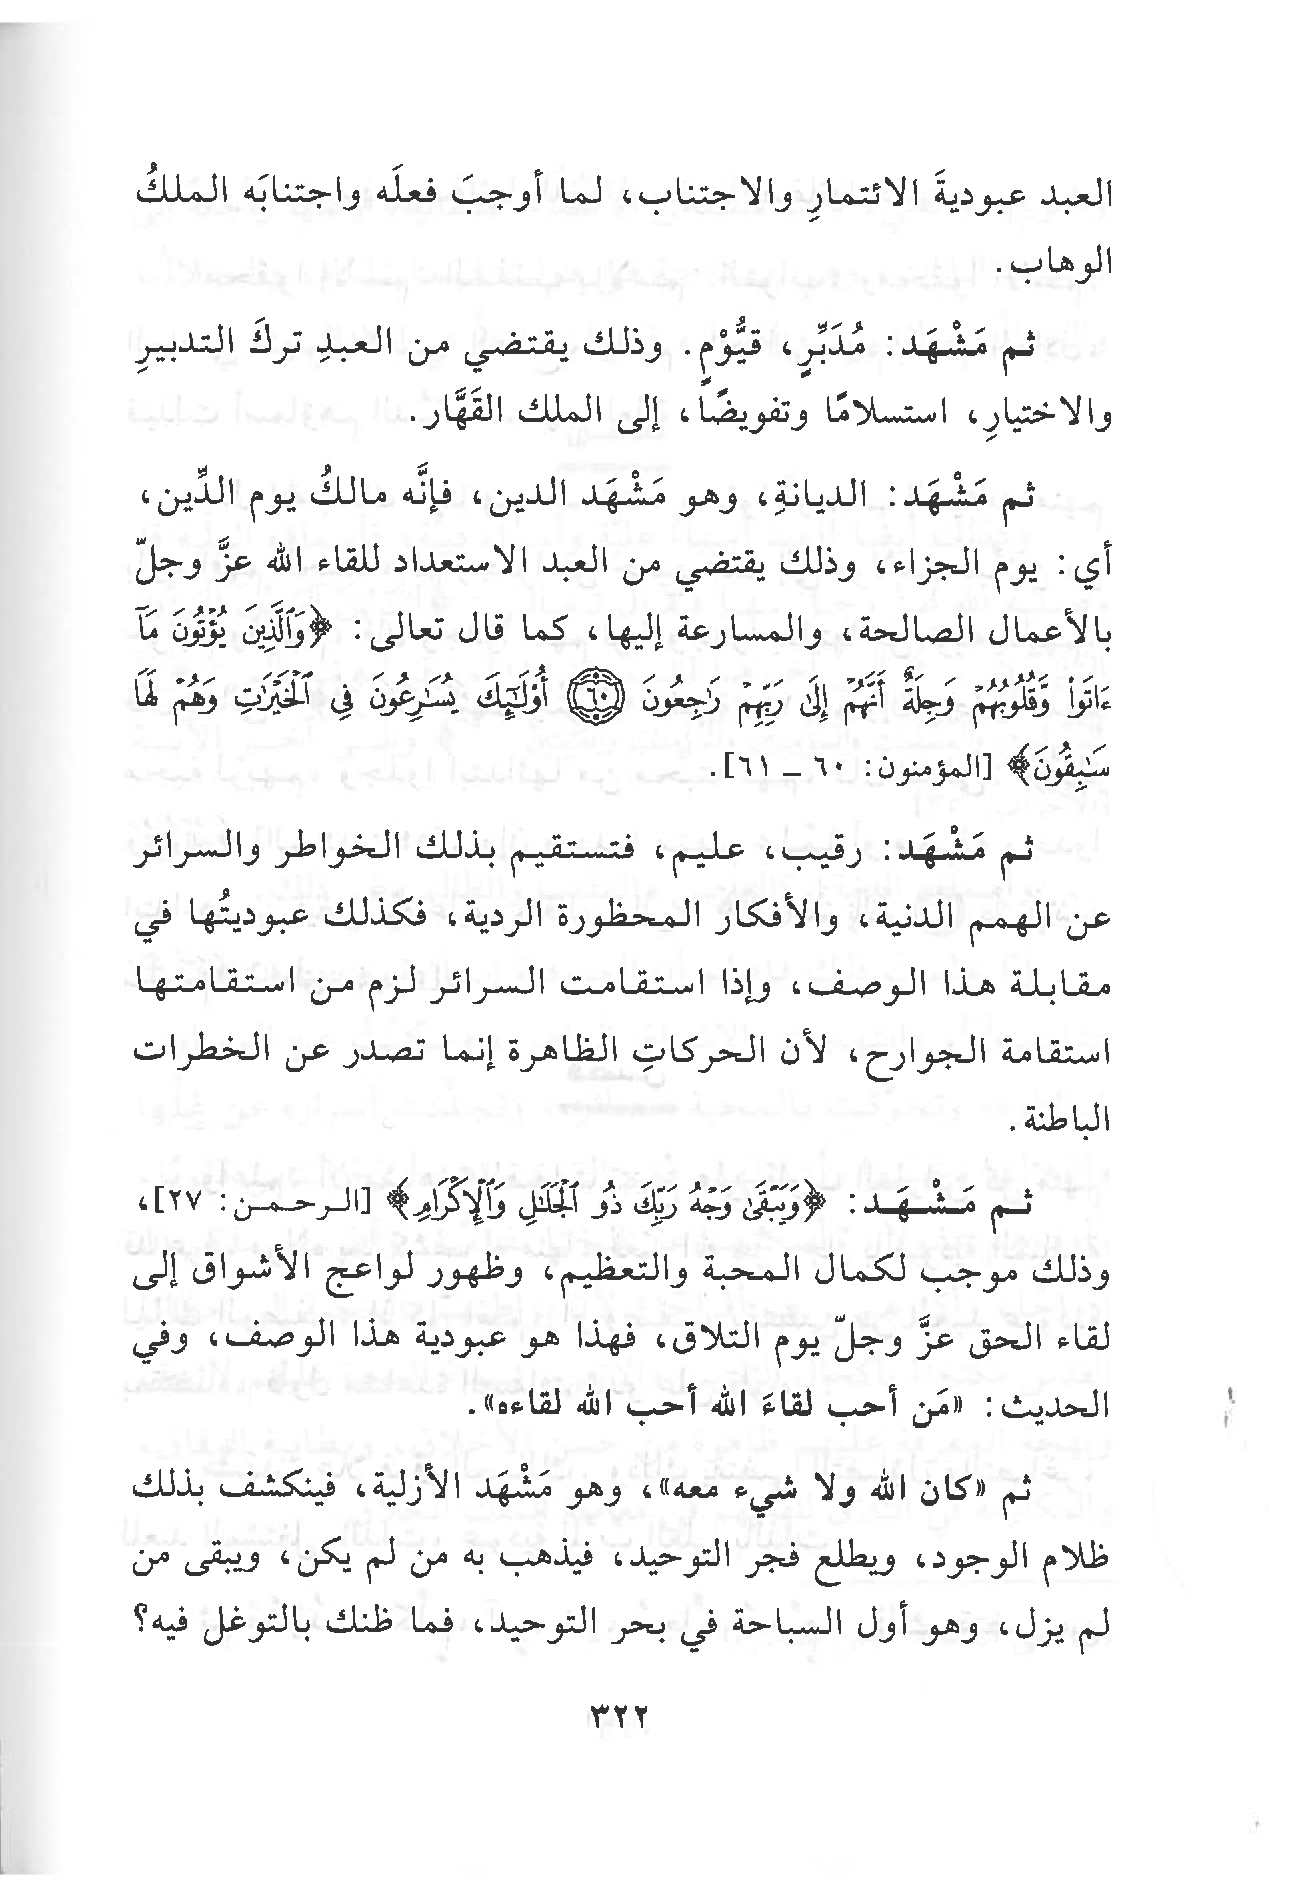 العبد عبوديةَ الائتمارِ والاجتناب، لما أوجبَ فعلَه واجتنابَه الملكُ
الوهاب.
ثم مَشْهَد: مُدَبِّرٍ، قيُّوْمٍ. وذلك يقتضي من العبدِ تركَ التدبيرِ
والاختيارِ، استسلامًا وتفويضًا، إلى الملك القَهَّار.
ثم مَشْهَد: الديانةِ، وهو مَشْهَد الدين، فإنَّه مالكُ يوم الدِّين،
أي: يوم الجزاء، وذلك يقتضي من العبد الاستعداد للقاء الله عزَّ وجلّ
بالأعمال الصالحة، والمسارعة إليها، كما قال تعالى: ﴿وَٱلَّذِينَ يُؤْتُونَ مَآ
ءَاتَوا۟ وَّقُلُوبُهُمْ وَجِلَةٌ أَنَّهُمْ إِلَىٰ رَبِّهِمْ رَٰجِعُونَ ٦٠ أُو۟لَـٰٓئِكَ يُسَـٰرِعُونَ فِى ٱلْخَيْرَٰتِ وَهُمْ لَهَا
سَـٰبِقُونَ﴾ [المؤمنون: ٦٠ ـ ٦١].
ثم مَشْهَد: رقيب، عليم، فتستقيم بذلك الخواطر والسرائر
عن الهمم الدنية، والأفكار المحظورة الردية، فكذلك عبوديتُها في
مقابلة هذا الوصف، وإذا استقامت السرائر لزم من استقامتها
استقامة الجوارح، لأن الحركاتِ الظاهرة إنما تصدر عن الخطرات
الباطنة.
ثم مَشْهَد: ﴿وَيَبْقَىٰ وَجْهُ رَبِّكَ ذُو ٱلْجَلَـٰلِ وَٱلْإِكْرَامِ﴾ [الرحمن: ٢٧]،
وذلك موجب لكمال المحبة والتعظيم، وظهور لواعج الأشواق إلى
لقاء الحق عزَّ وجلّ يوم التلاق، فهذا هو عبودية هذا الوصف، وفي
الحديث: «مَن أحب لقاءَ الله أحب الله لقاءه».
ثم «كان الله ولا شيء معه»، وهو مَشْهَد الأزلية، فينكشف بذلك
ظلام الوجود، ويطلع فجر التوحيد، فيذهب به من لم يكن، ويبقى من
لم يزل، وهو أول السباحة في بحر التوحيد، فما ظنك بالتوغل فيه؟
٣٢٢